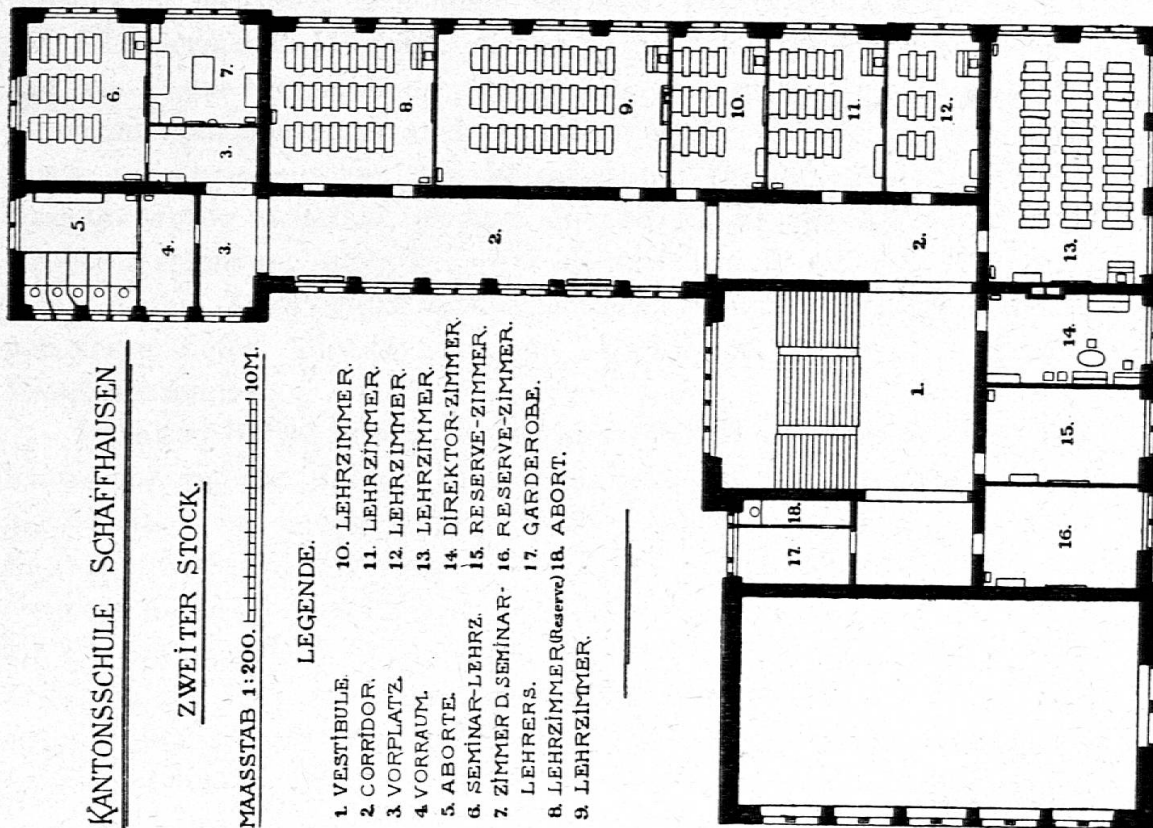 KANTONSSCHULE SCHAFFHAUSEN
ZWEITER STOCK.
MAASSTAB 1:200. 10M.
LEGENDE.
1. VESTIBULE.
2. CORRIDOR.
3. VORPLATZ.
4. VORRAUM.
5. ABORTE.
6. SEMINAR-LEHRZ.
7. ZIMMER D. SEMINAR-
LEHRERS.
8. LEHRZIMMER (Reserve)
9. LEHRZIMMER.
10. LEHRZIMMER.
11. LEHRZIMMER.
12. LEHRZIMMER.
13. LEHRZIMMER.
14. DIREKTOR-ZIMMER.
15. RESERVE-ZIMMER.
16. RESERVE-ZIMMER.
17. GARDEROBE.
18. ABORT.
5.
6.
4.
3.
3.
7.
2.
8.
9.
10.
2.
11.
12.
17.
18.
1.
13.
14.
15.
16.